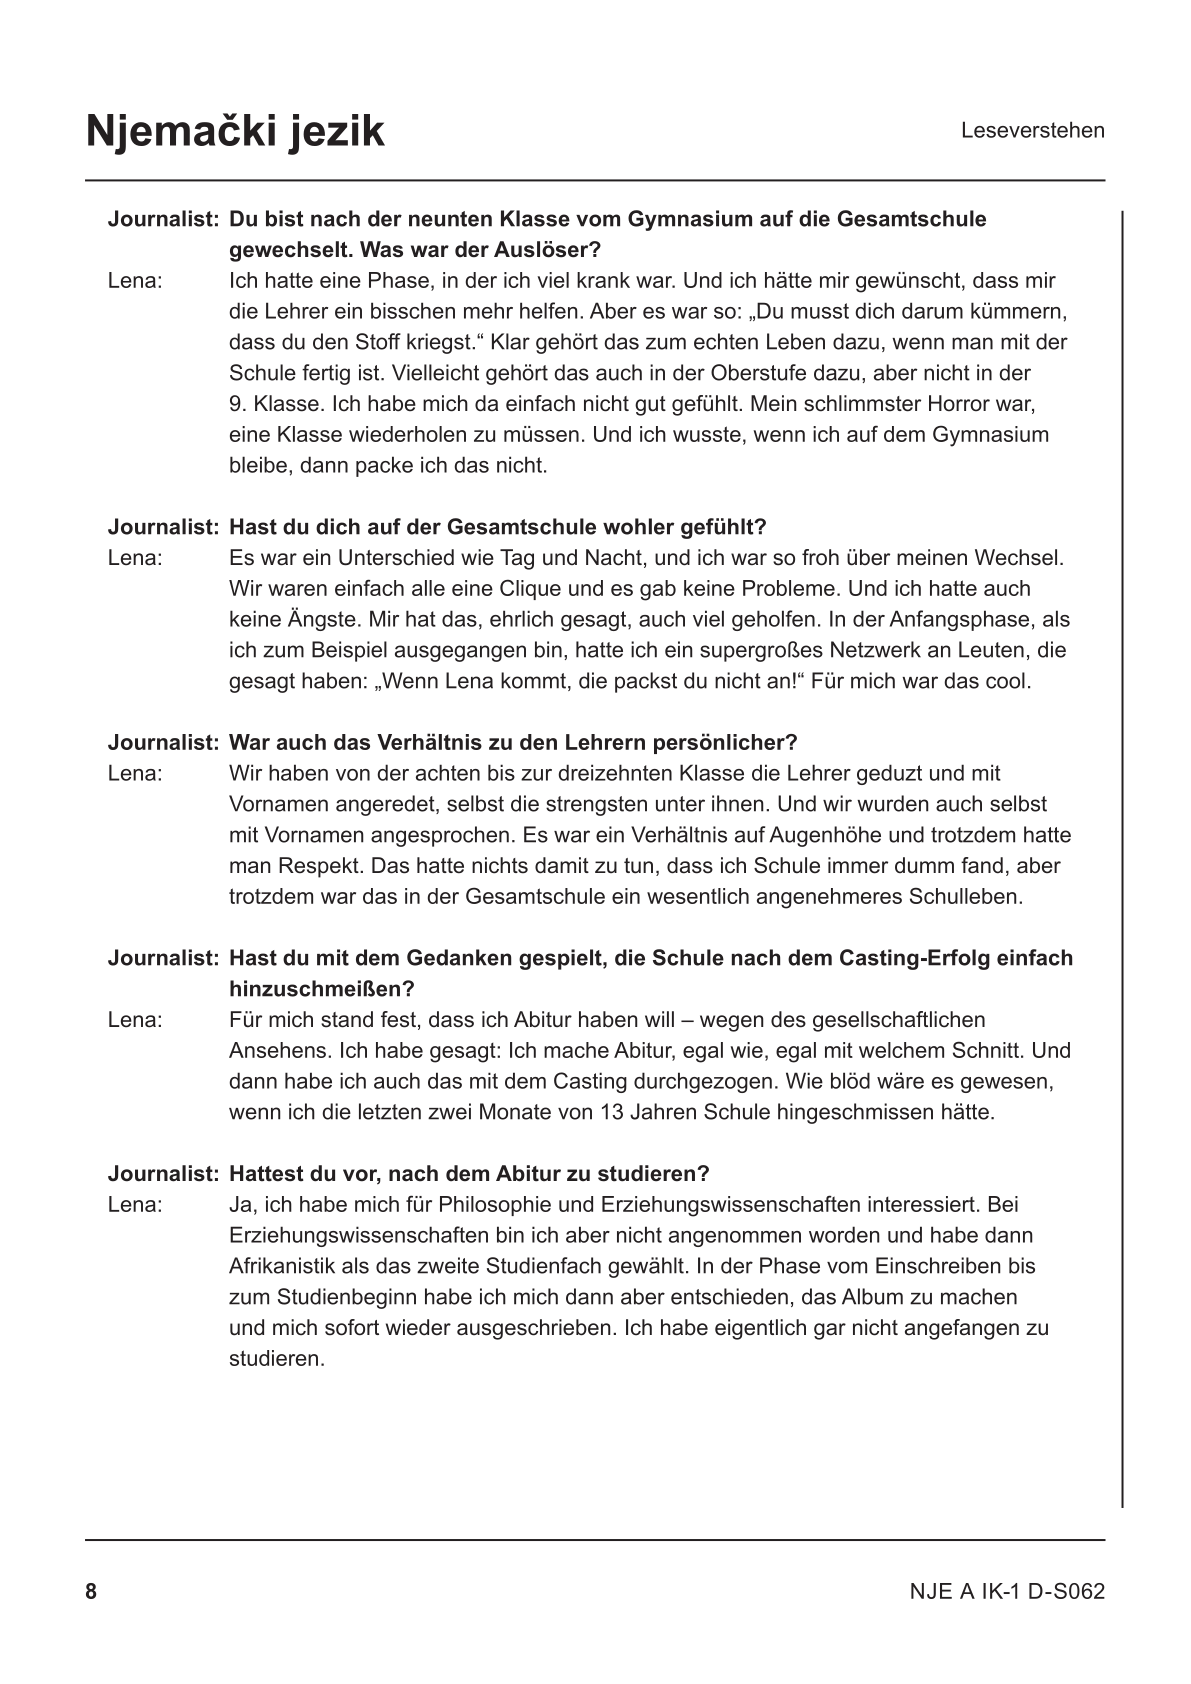 Njemački jezik
Leseverstehen
Journalist: Du bist nach der neunten Klasse vom Gymnasium auf die Gesamtschule
gewechselt. Was war der Auslöser?
Lena: Ich hatte eine Phase, in der ich viel krank war. Und ich hätte mir gewünscht, dass mir
die Lehrer ein bisschen mehr helfen. Aber es war so: „Du musst dich darum kümmern,
dass du den Stoff kriegst.“ Klar gehört das zum echten Leben dazu, wenn man mit der
Schule fertig ist. Vielleicht gehört das auch in der Oberstufe dazu, aber nicht in der
9. Klasse. Ich habe mich da einfach nicht gut gefühlt. Mein schlimmster Horror war,
eine Klasse wiederholen zu müssen. Und ich wusste, wenn ich auf dem Gymnasium
bleibe, dann packe ich das nicht.
Journalist: Hast du dich auf der Gesamtschule wohler gefühlt?
Lena: Es war ein Unterschied wie Tag und Nacht, und ich war so froh über meinen Wechsel.
Wir waren einfach alle eine Clique und es gab keine Probleme. Und ich hatte auch
keine Ängste. Mir hat das, ehrlich gesagt, auch viel geholfen. In der Anfangsphase, als
ich zum Beispiel ausgegangen bin, hatte ich ein supergroßes Netzwerk an Leuten, die
gesagt haben: „Wenn Lena kommt, die packst du nicht an!“ Für mich war das cool.
Journalist: War auch das Verhältnis zu den Lehrern persönlicher?
Lena: Wir haben von der achten bis zur dreizehnten Klasse die Lehrer geduzt und mit
Vornamen angeredet, selbst die strengsten unter ihnen. Und wir wurden auch selbst
mit Vornamen angesprochen. Es war ein Verhältnis auf Augenhöhe und trotzdem hatte
man Respekt. Das hatte nichts damit zu tun, dass ich Schule immer dumm fand, aber
trotzdem war das in der Gesamtschule ein wesentlich angenehmeres Schulleben.
Journalist: Hast du mit dem Gedanken gespielt, die Schule nach dem Casting-Erfolg einfach
hinzuschmeißen?
Lena: Für mich stand fest, dass ich Abitur haben will – wegen des gesellschaftlichen
Ansehens. Ich habe gesagt: Ich mache Abitur, egal wie, egal mit welchem Schnitt. Und
dann habe ich auch das mit dem Casting durchgezogen. Wie blöd wäre es gewesen,
wenn ich die letzten zwei Monate von 13 Jahren Schule hingeschmissen hätte.
Journalist: Hattest du vor, nach dem Abitur zu studieren?
Lena: Ja, ich habe mich für Philosophie und Erziehungswissenschaften interessiert. Bei
Erziehungswissenschaften bin ich aber nicht angenommen worden und habe dann
Afrikanistik als das zweite Studienfach gewählt. In der Phase vom Einschreiben bis
zum Studienbeginn habe ich mich dann aber entschieden, das Album zu machen
und mich sofort wieder ausgeschrieben. Ich habe eigentlich gar nicht angefangen zu
studieren.
8
NJE A IK-1 D-S062